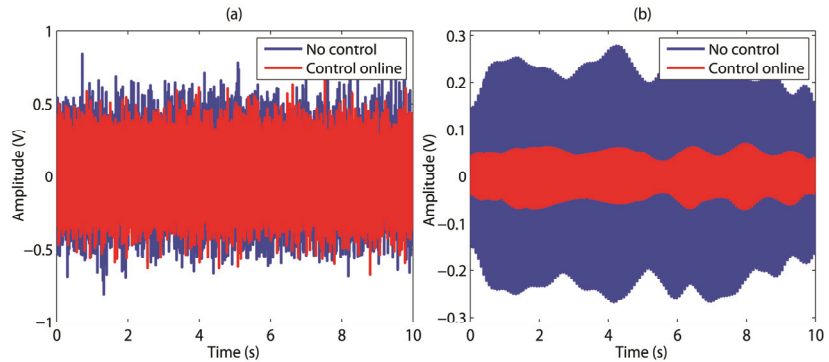 (a)
1
0.5
0
−0.5
−1
Amplitude (V)
0 2 4 6 8 10
Time (s)
No control
Control online
(b)
0.3
0.2
0.1
0
−0.1
−0.2
−0.3
Amplitude (V)
0 2 4 6 8 10
Time (s)
No control
Control online